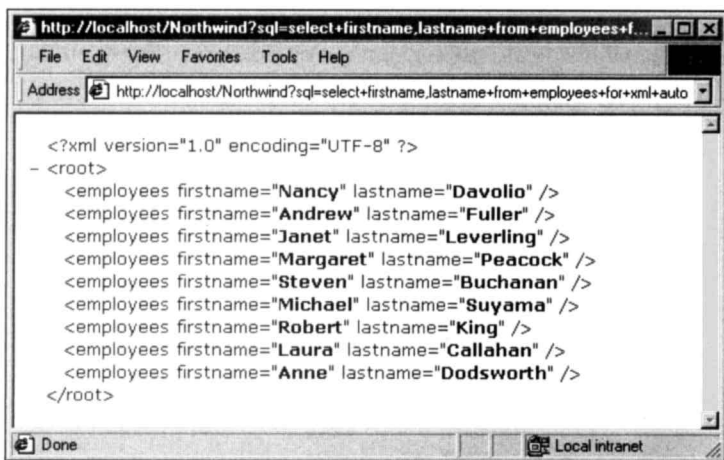 http://localhost/Northwind?sql=select+firstname,lastname+from+employees+f...
File Edit View Favorites Tools Help
Address http://localhost/Northwind?sql=select+firstname,lastname+from+employees+for+xml+auto
<?xml version="1.0" encoding="UTF-8" ?>
- <root>
<employees firstname="Nancy" lastname="Davolio" />
<employees firstname="Andrew" lastname="Fuller" />
<employees firstname="Janet" lastname="Leverling" />
<employees firstname="Margaret" lastname="Peacock" />
<employees firstname="Steven" lastname="Buchanan" />
<employees firstname="Michael" lastname="Suyama" />
<employees firstname="Robert" lastname="King" />
<employees firstname="Laura" lastname="Callahan" />
<employees firstname="Anne" lastname="Dodsworth" />
</root>
Done Local intranet